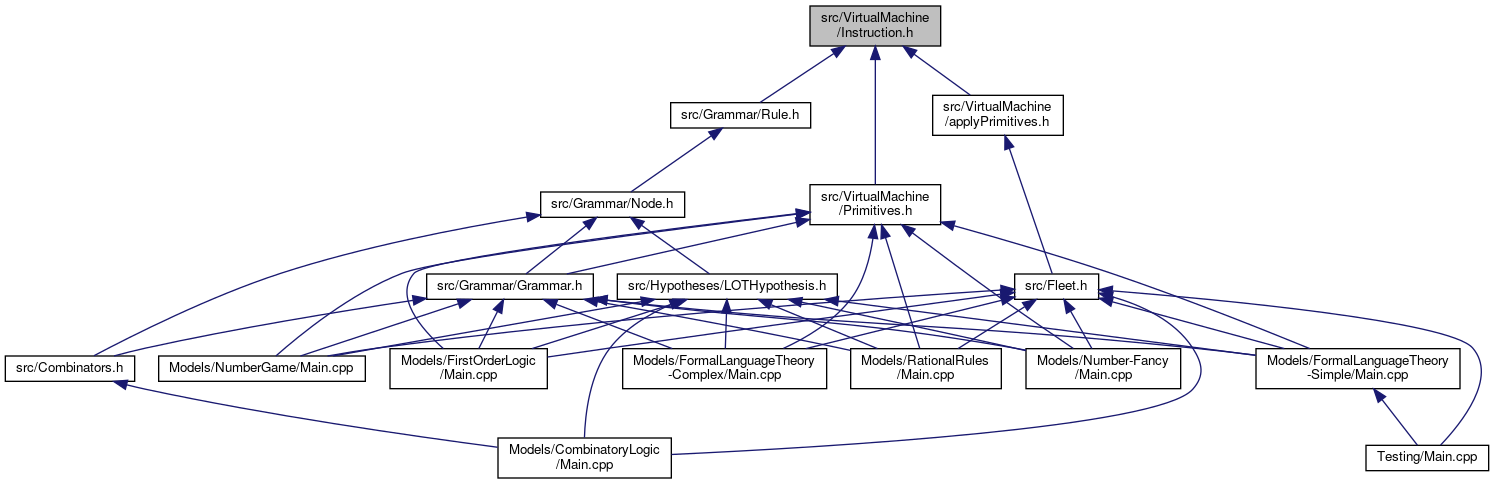 src/VirtualMachine
/Instruction.h
src/Grammar/Rule.h
src/VirtualMachine
/applyPrimitives.h
src/Grammar/Node.h
src/VirtualMachine
/Primitives.h
src/Grammar/Grammar.h
src/Hypotheses/LOTHypothesis.h
src/Fleet.h
src/Combinators.h
Models/NumberGame/Main.cpp
Models/FirstOrderLogic
/Main.cpp
Models/FormalLanguageTheory
-Complex/Main.cpp
Models/RationalRules
/Main.cpp
Models/Number-Fancy
/Main.cpp
Models/FormalLanguageTheory
-Simple/Main.cpp
Models/CombinatoryLogic
/Main.cpp
Testing/Main.cpp